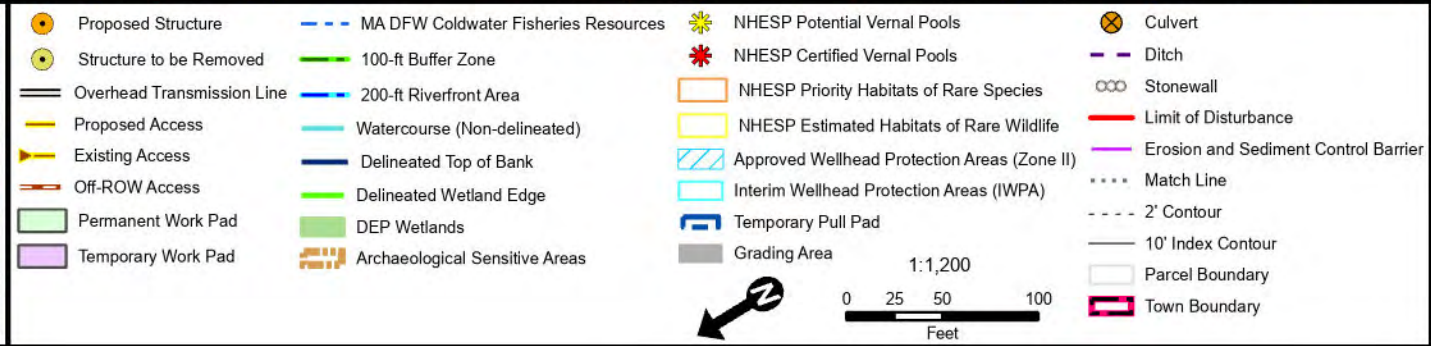 Proposed Structure
Structure to be Removed
Overhead Transmission Line
Proposed Access
Existing Access
Off-ROW Access
Permanent Work Pad
Temporary Work Pad
MA DFW Coldwater Fisheries Resources
100-ft Buffer Zone
200-ft Riverfront Area
Watercourse (Non-delineated)
Delineated Top of Bank
Delineated Wetland Edge
DEP Wetlands
Archaeological Sensitive Areas
NHESP Potential Vernal Pools
NHESP Certified Vernal Pools
NHESP Priority Habitats of Rare Species
NHESP Estimated Habitats of Rare Wildlife
Approved Wellhead Protection Areas (Zone II)
Interim Wellhead Protection Areas (IWPA)
Temporary Pull Pad
Grading Area
N
1:1,200
0 25 50 100
Feet
Culvert
Ditch
Stonewall
Limit of Disturbance
Erosion and Sediment Control Barrier
Match Line
2' Contour
10' Index Contour
Parcel Boundary
Town Boundary